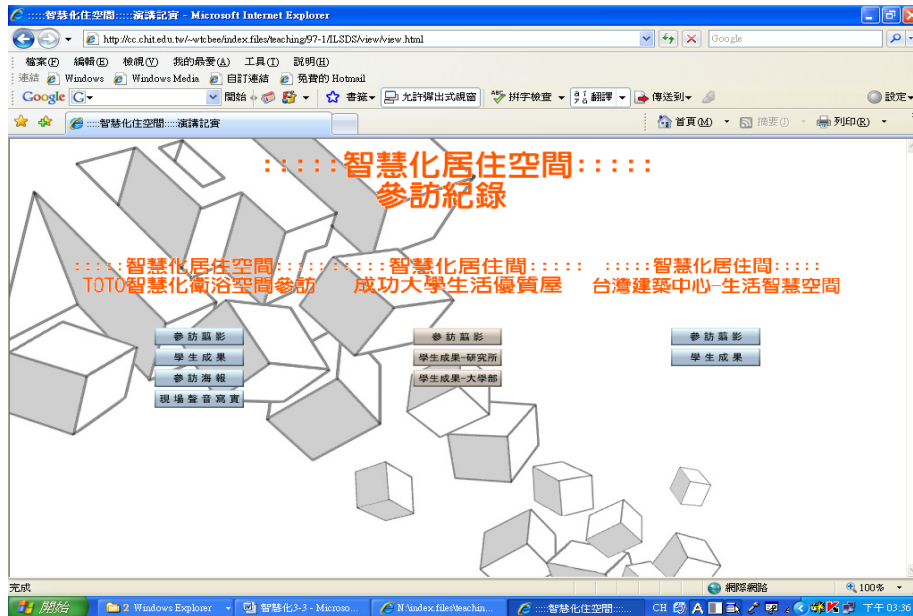 :::::智慧化住空間:::::演講記實 - Microsoft Internet Explorer
http://cc.chit.edu.tw/~wtcbee/index.files/teaching/97-1/ILSDS/view/view.html
Google
檔案(F) 編輯(E) 檢視(V) 我的最愛(A) 工具(T) 說明(H)
連結 Windows Windows Media 自訂連結 免費的 Hotmail
Google G 開始 書籤 允許彈出式視窗 拼字檢查 翻譯 傳送到 設定
:::::智慧化住空間:::::演講記實 首頁(M) 摘要(J) 列印(R)
:::::智慧化居住空間:::::
參訪紀錄
:::::智慧化居住空間:::::
TOTO智慧化衛浴空間參訪
:::::智慧化居住間:::::
成功大學生活優質屋
:::::智慧化居住間:::::
台灣建築中心-生活智慧空間
參訪翦影
學生成果
參訪海報
現場聲音寫實
參訪翦影
學生成果-研究所
學生成果-大學部
參訪翦影
學生成果
完成 網際網路 100%
開始 2 Windows Explorer 智慧化3-3 - Microso... N:\index.files\teachin... :::::智慧化住空間:::... CH 下午 03:36